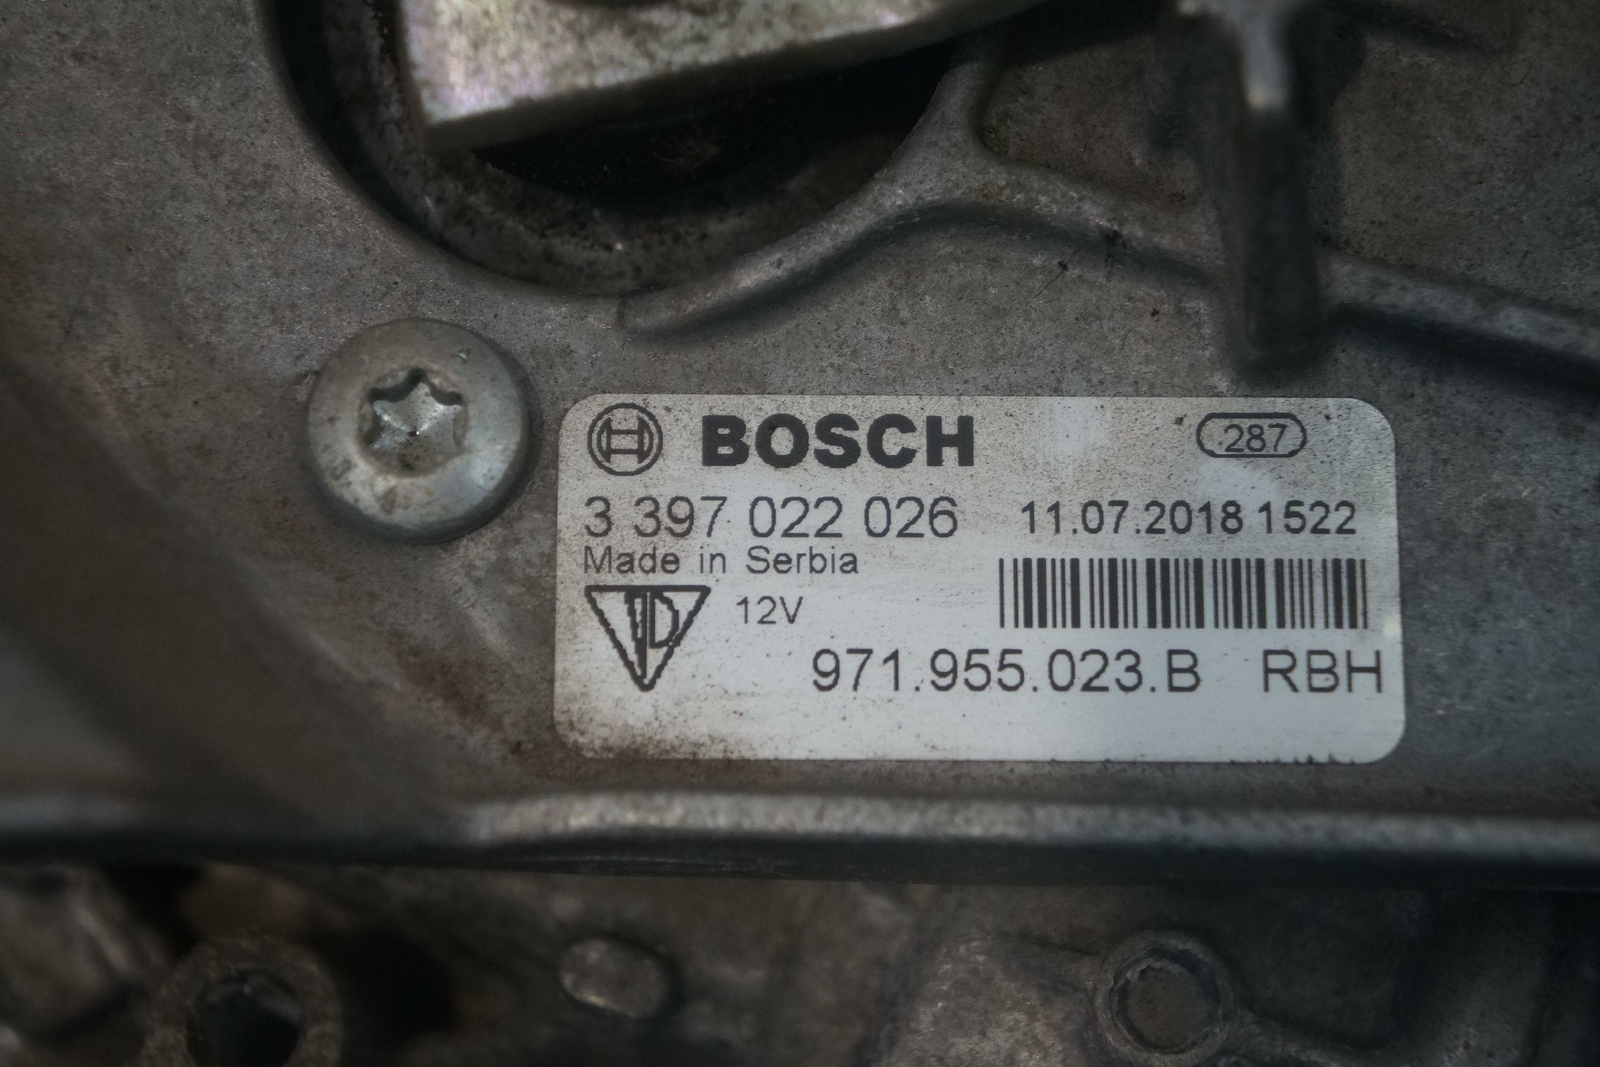 BOSCH 287
3 397 022 026 11.07.2018 1522
Made in Serbia
12V
971.955.023.B RBH